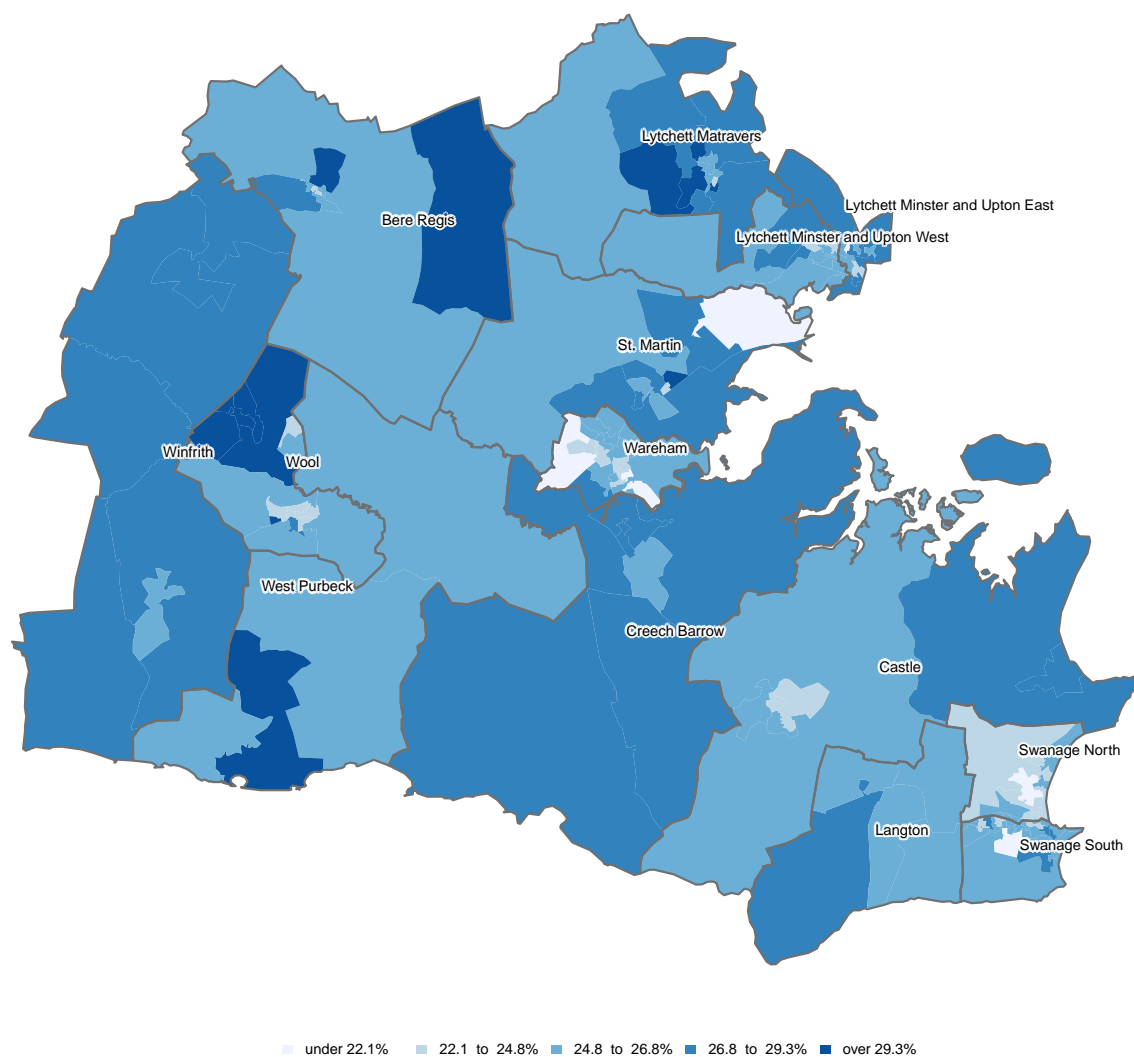 Lytchett Matravers
Lytchett Minster and Upton East
Bere Regis
Lytchett Minster and Upton West
St. Martin
Wareham
Winfrith
Wool
West Purbeck
Creech Barrow
Castle
Swanage North
Langton
Swanage South
under 22.1% 22.1 to 24.8% 24.8 to 26.8% 26.8 to 29.3% over 29.3%